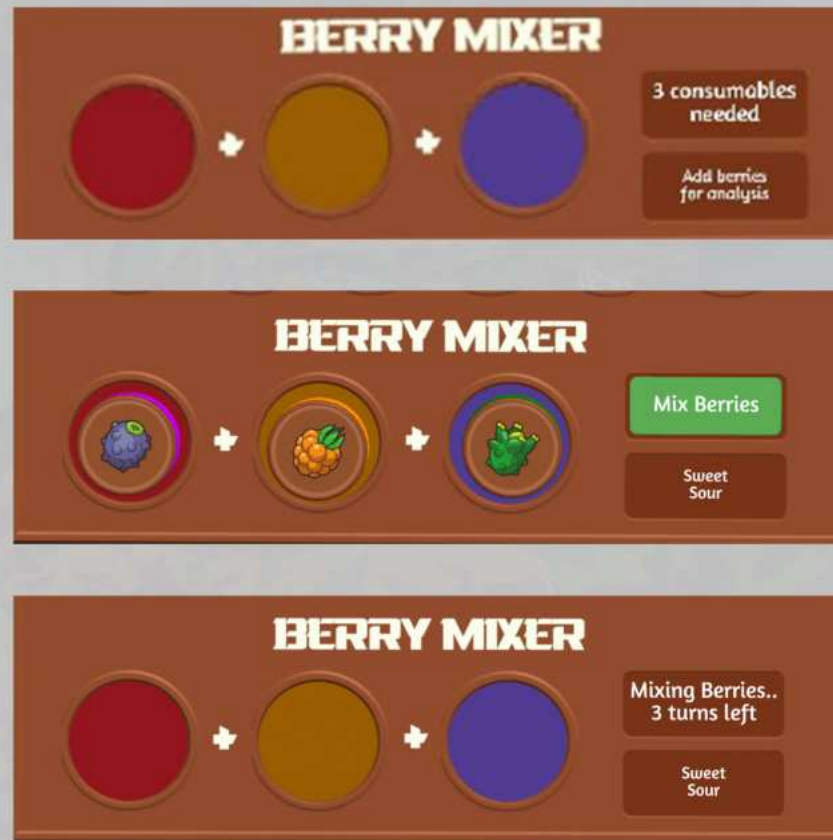 BERRY MIXER
3 consumables
needed
Add berries
for analysis
BERRY MIXER
Mix Berries
Sweet
Sour
BERRY MIXER
Mixing Berries..
3 turns left
Sweet
Sour